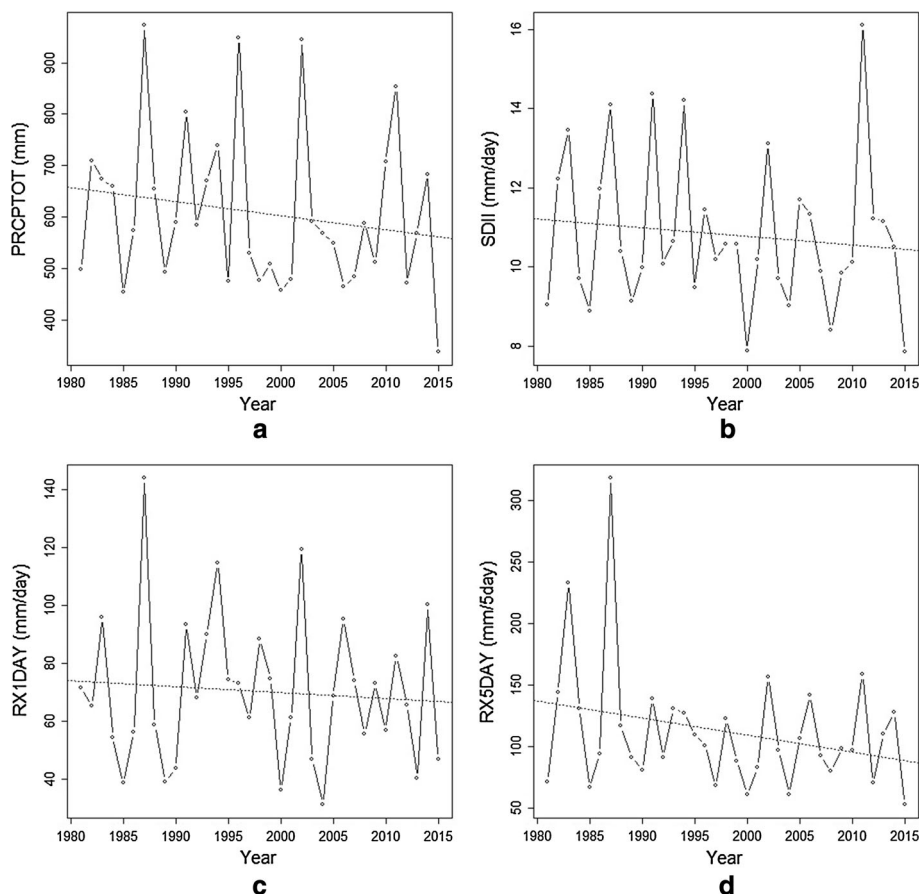 PRCPTOT (mm)
900
800
700
600
500
400
1980 1985 1990 1995 2000 2005 2010 2015
Year
a
SDII (mm/day)
16
14
12
10
8
1980 1985 1990 1995 2000 2005 2010 2015
Year
b
RX1DAY (mm/day)
140
120
100
80
60
40
1980 1985 1990 1995 2000 2005 2010 2015
Year
c
RX5DAY (mm/5day)
300
250
200
150
100
50
1980 1985 1990 1995 2000 2005 2010 2015
Year
d